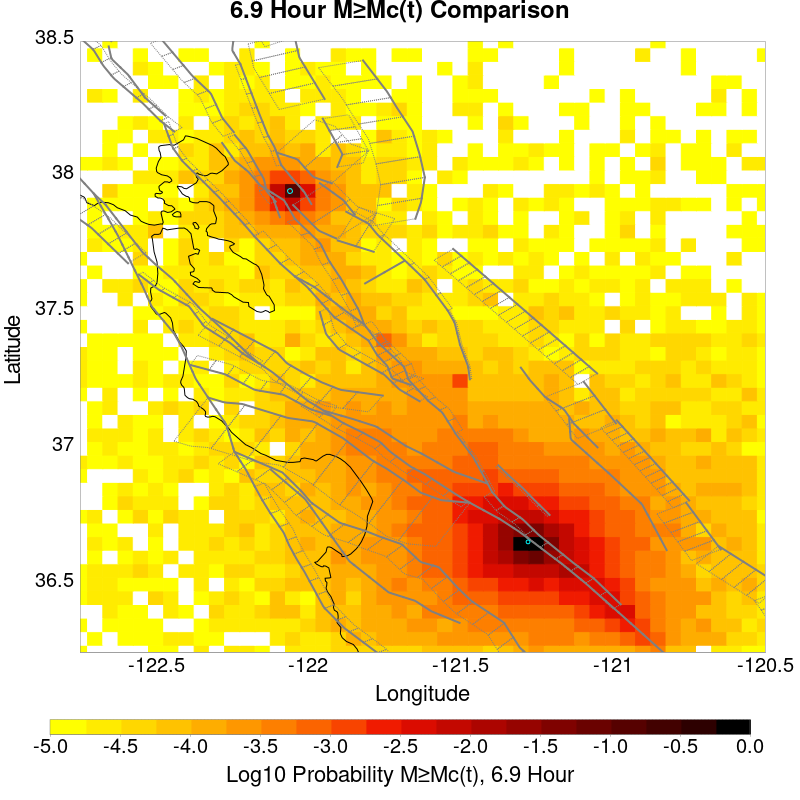 6.9 Hour M≥Mc(t) Comparison
38.5
38
37.5
37
36.5
Latitude
-122.5 -122 -121.5 -121 -120.5
Longitude
-5.0 -4.5 -4.0 -3.5 -3.0 -2.5 -2.0 -1.5 -1.0 -0.5 0.0
Log10 Probability M≥Mc(t), 6.9 Hour